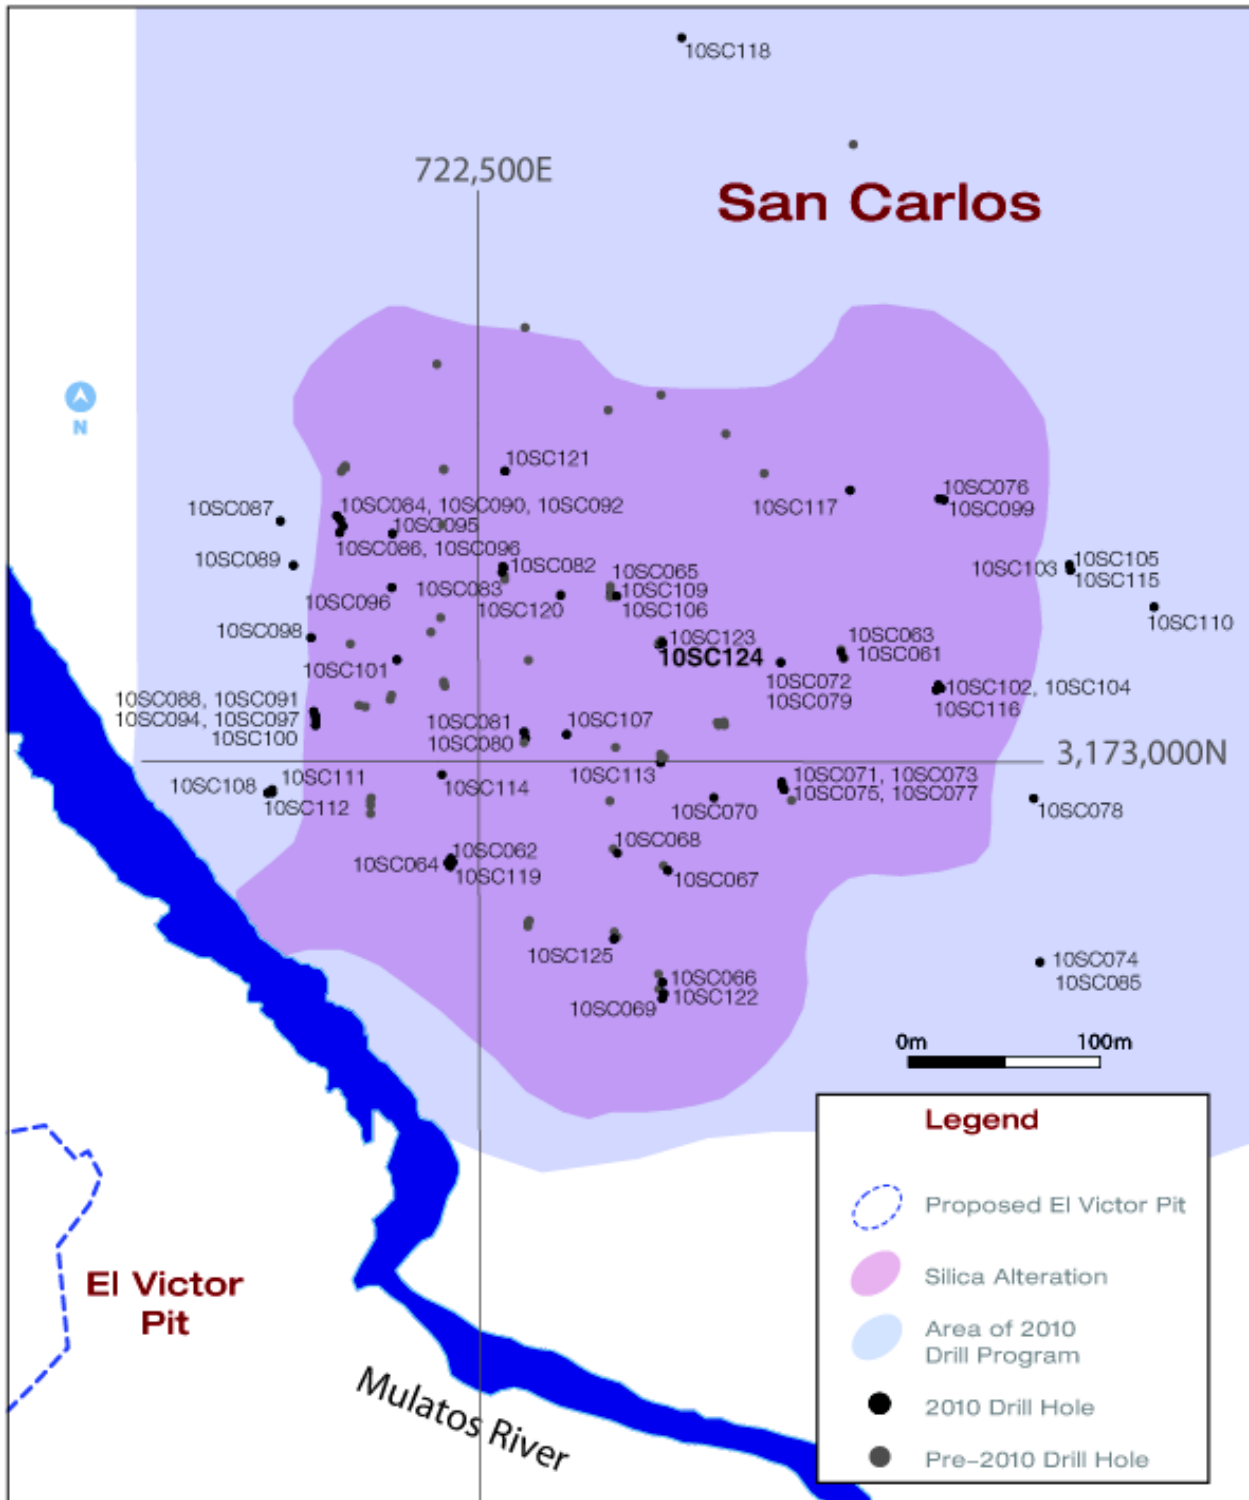 10SC118
722,500E
San Carlos
N
10SC121
10SC087
10SC084, 10SC090, 10SC092
10SC095
10SC086, 10SC096
10SC117
10SC076
10SC099
10SC089
10SC082
10SC083
10SC065
10SC109
10SC106
10SC120
10SC096
10SC103
10SC105
10SC115
10SC110
10SC098
10SC123
10SC124
10SC063
10SC061
10SC101
10SC072
10SC079
10SC102, 10SC104
10SC116
10SC088, 10SC091
10SC094, 10SC097
10SC100
10SC081
10SC080
10SC107
3,173,000N
10SC111
10SC108
10SC112
10SC114
10SC113
10SC071, 10SC073
10SC075, 10SC077
10SC070
10SC078
10SC068
10SC062
10SC064
10SC119
10SC067
10SC125
10SC074
10SC085
10SC066
10SC122
10SC069
0m 100m
Legend
Proposed El Victor Pit
Silica Alteration
Area of 2010
Drill Program
2010 Drill Hole
Pre-2010 Drill Hole
El Victor
Pit
Mulatos River